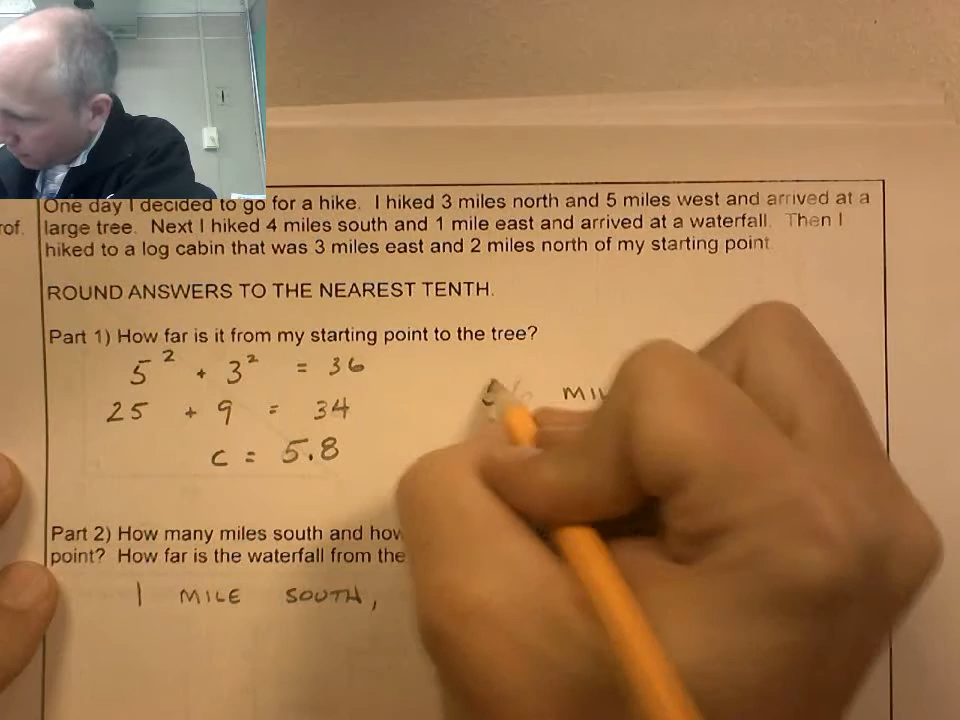 One day I decided to go for a hike. I hiked 3 miles north and 5 miles west and arrived at a
rof. large tree. Next I hiked 4 miles south and 1 mile east and arrived at a waterfall. Then I
hiked to a log cabin that was 3 miles east and 2 miles north of my starting point.
ROUND ANSWERS TO THE NEAREST TENTH.
Part 1) How far is it from my starting point to the tree?
5² + 3² = 36
25 + 9 = 34
c = 5.8
Part 2) How many miles south and how
point? How far is the waterfall from the
1 MILE SOUTH,